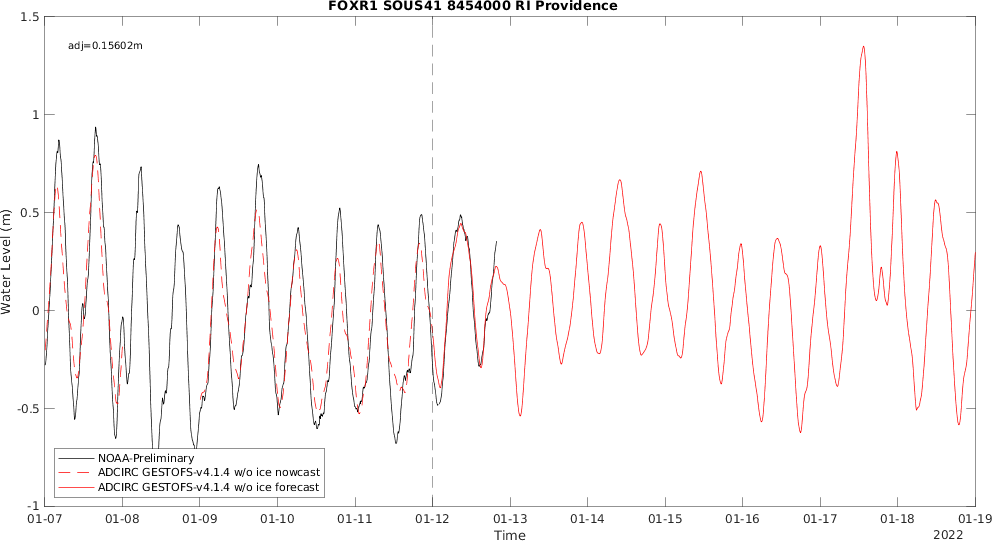 FOXR1 SOUS41 8454000 RI Providence
adj=0.15602m
1.5
1
0.5
0
-0.5
-1
Water Level (m)
NOAA-Preliminary
ADCIRC GESTOFS-v4.1.4 w/o ice nowcast
ADCIRC GESTOFS-v4.1.4 w/o ice forecast
01-07 01-08 01-09 01-10 01-11 01-12 01-13 01-14 01-15 01-16 01-17 01-18 01-19
Time
2022